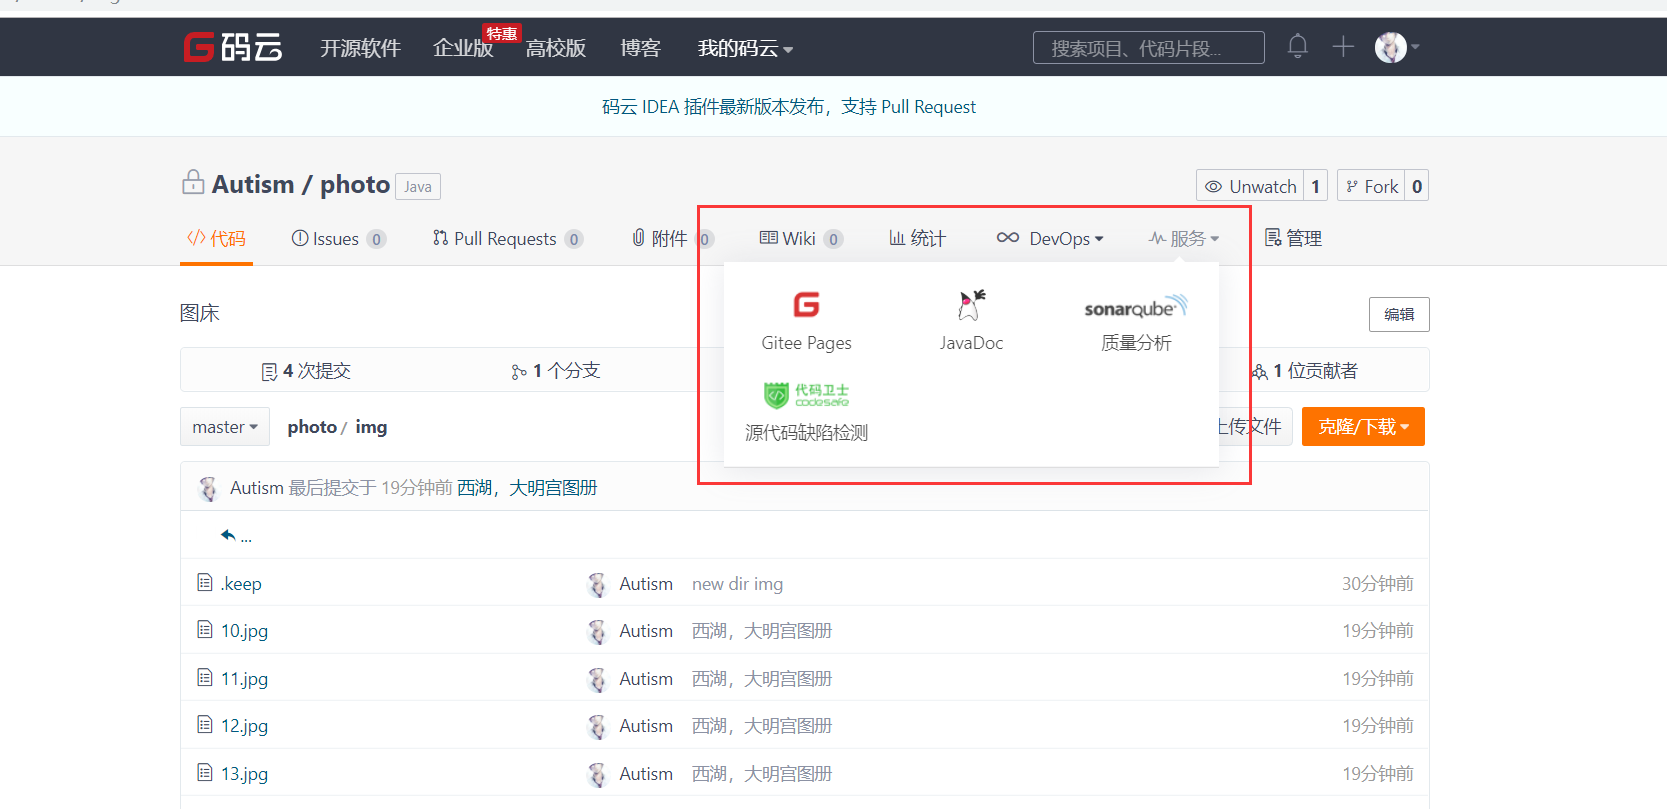 码云 开源软件 企业版 特惠 高校版 博客 我的码云 搜索项目、代码片段...
码云 IDEA 插件最新版本发布，支持 Pull Request
Autism / photo Java Unwatch 1 Fork 0
代码 Issues 0 Pull Requests 0 附件 0 Wiki 0 统计 DevOps 服务 管理
Gitee Pages JavaDoc sonarqube 质量分析
代码卫士 codesafe
源代码缺陷检测
图床 编辑
4 次提交 1 个分支 1 位贡献者
master photo / img 上传文件 克隆/下载
Autism 最后提交于 19分钟前 西湖，大明宫图册
...
.keep Autism new dir img 30分钟前
10.jpg Autism 西湖，大明宫图册 19分钟前
11.jpg Autism 西湖，大明宫图册 19分钟前
12.jpg Autism 西湖，大明宫图册 19分钟前
13.jpg Autism 西湖，大明宫图册 19分钟前